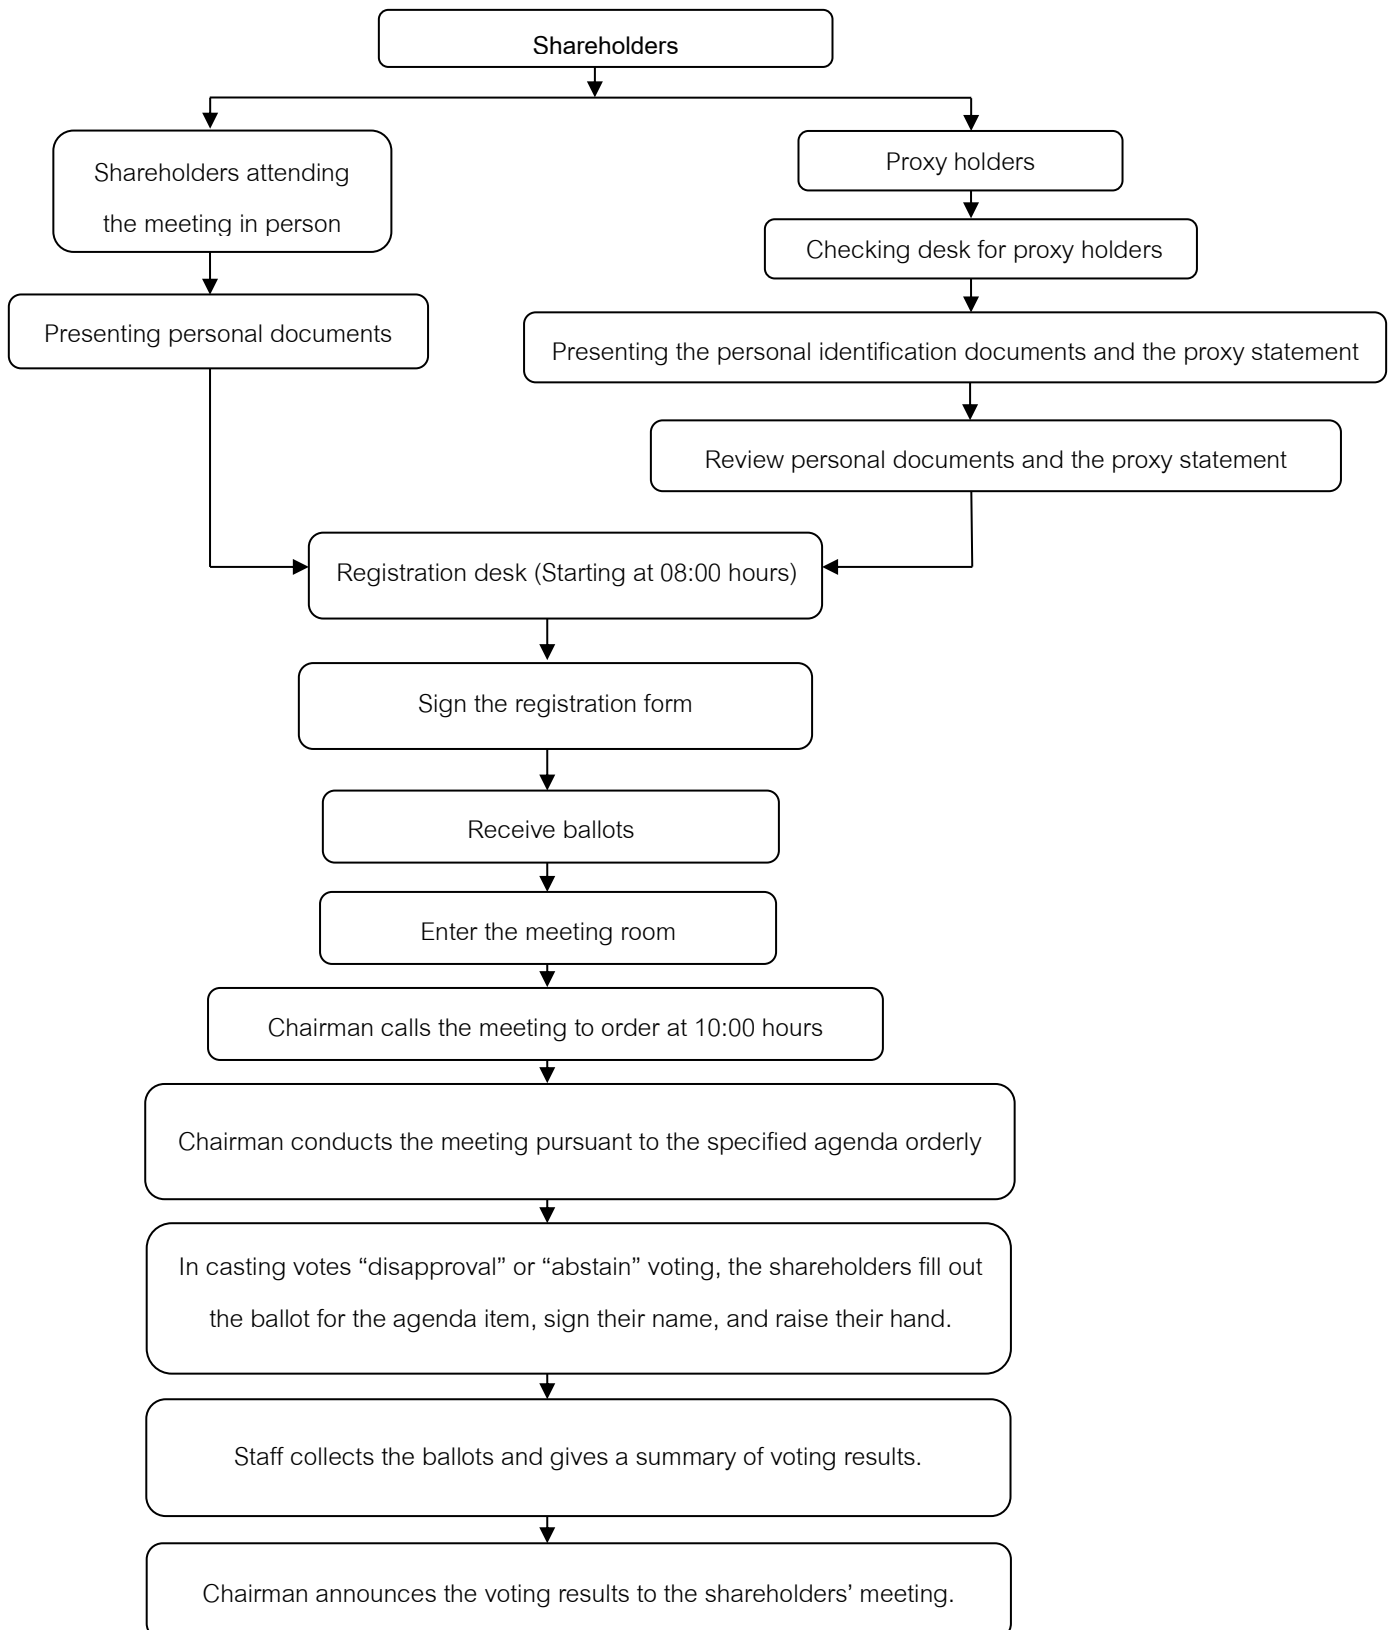 Shareholders
Shareholders attending
the meeting in person
Presenting personal documents
Proxy holders
Checking desk for proxy holders
Presenting the personal identification documents and the proxy statement
Review personal documents and the proxy statement
Registration desk (Starting at 08:00 hours)
Sign the registration form
Receive ballots
Enter the meeting room
Chairman calls the meeting to order at 10:00 hours
Chairman conducts the meeting pursuant to the specified agenda orderly
In casting votes “disapproval” or “abstain” voting, the shareholders fill out
the ballot for the agenda item, sign their name, and raise their hand.
Staff collects the ballots and gives a summary of voting results.
Chairman announces the voting results to the shareholders’ meeting.